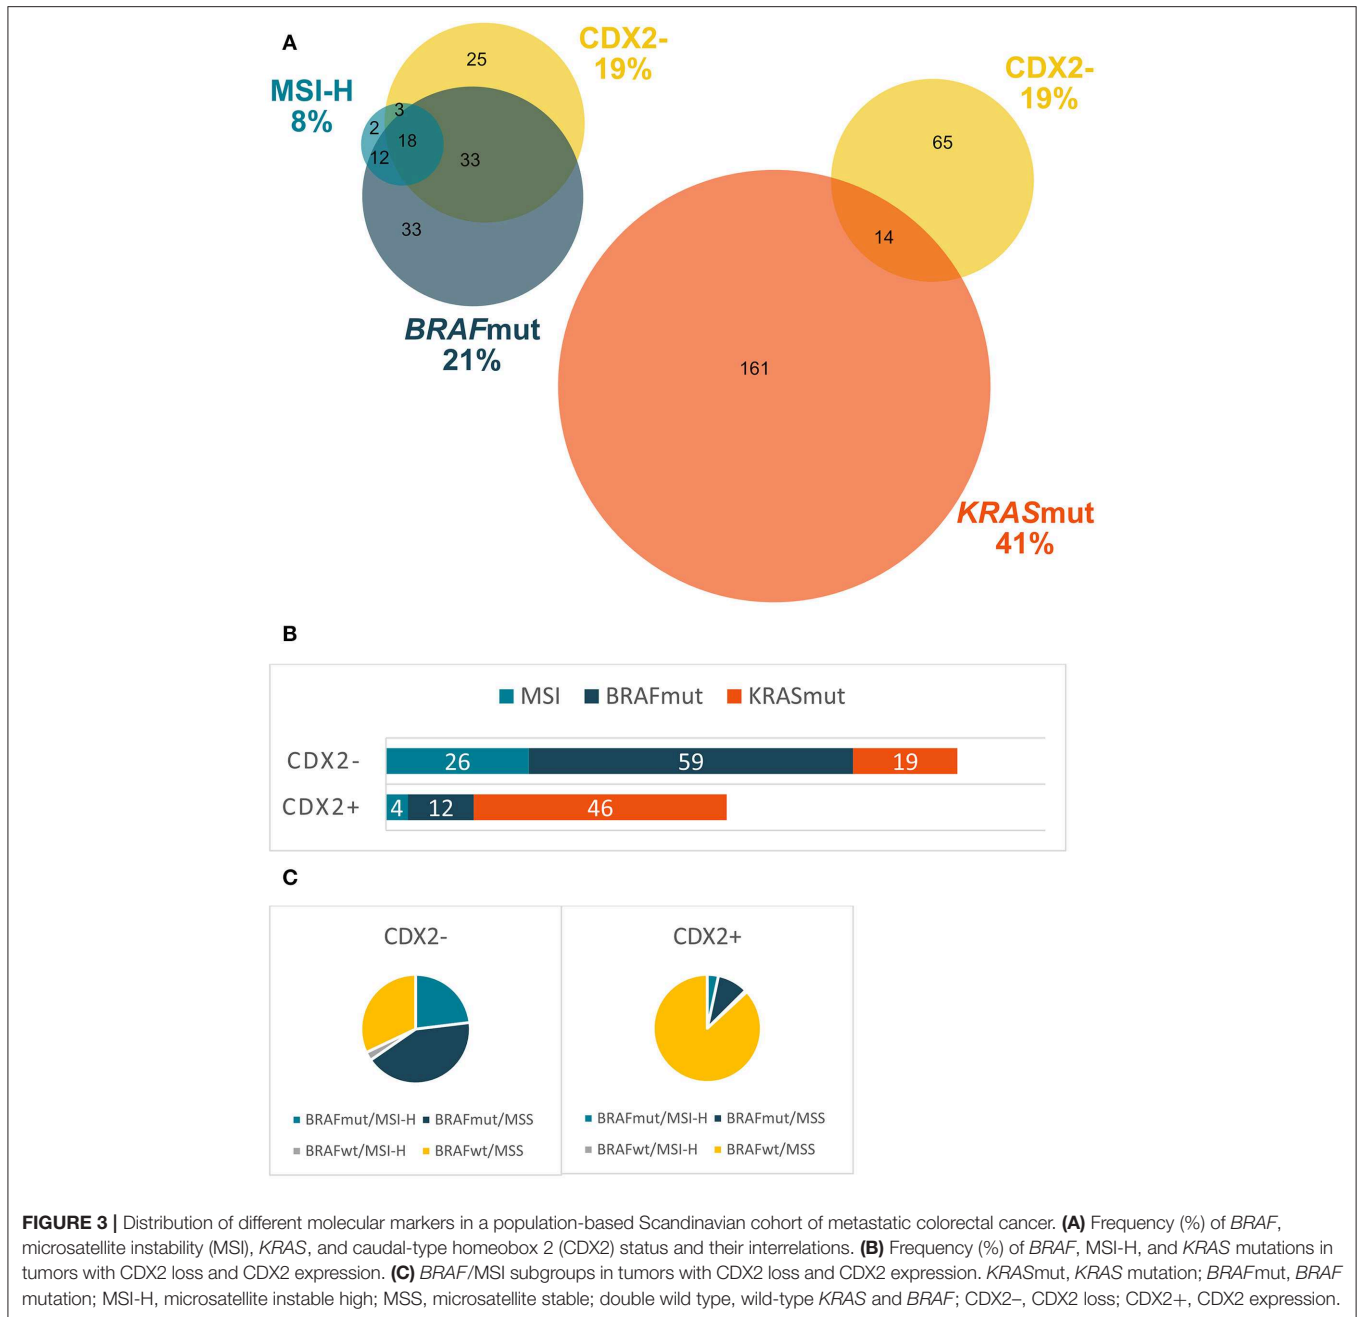 A
CDX2-
19%
25
MSI-H
8%
3
2
18
12
33
33
BRAFmut
21%
CDX2-
19%
65
14
161
KRASmut
41%
B
MSI BRAFmut KRASmut
CDX2- 26 59 19
CDX2+ 4 12 46
C
CDX2-
BRAFmut/MSI-H BRAFmut/MSS
BRAFwt/MSI-H BRAFwt/MSS
CDX2+
BRAFmut/MSI-H BRAFmut/MSS
BRAFwt/MSI-H BRAFwt/MSS
FIGURE 3 | Distribution of different molecular markers in a population-based Scandinavian cohort of metastatic colorectal cancer. (A) Frequency (%) of BRAF,
microsatellite instability (MSI), KRAS, and caudal-type homeobox 2 (CDX2) status and their interrelations. (B) Frequency (%) of BRAF, MSI-H, and KRAS mutations in
tumors with CDX2 loss and CDX2 expression. (C) BRAF/MSI subgroups in tumors with CDX2 loss and CDX2 expression. KRASmut, KRAS mutation; BRAFmut, BRAF
mutation; MSI-H, microsatellite instable high; MSS, microsatellite stable; double wild type, wild-type KRAS and BRAF; CDX2–, CDX2 loss; CDX2+, CDX2 expression.